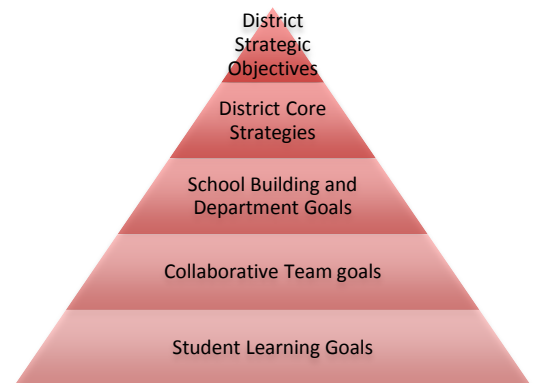 District
Strategic
Objectives
District Core
Strategies
School Building and
Department Goals
Collaborative Team goals
Student Learning Goals